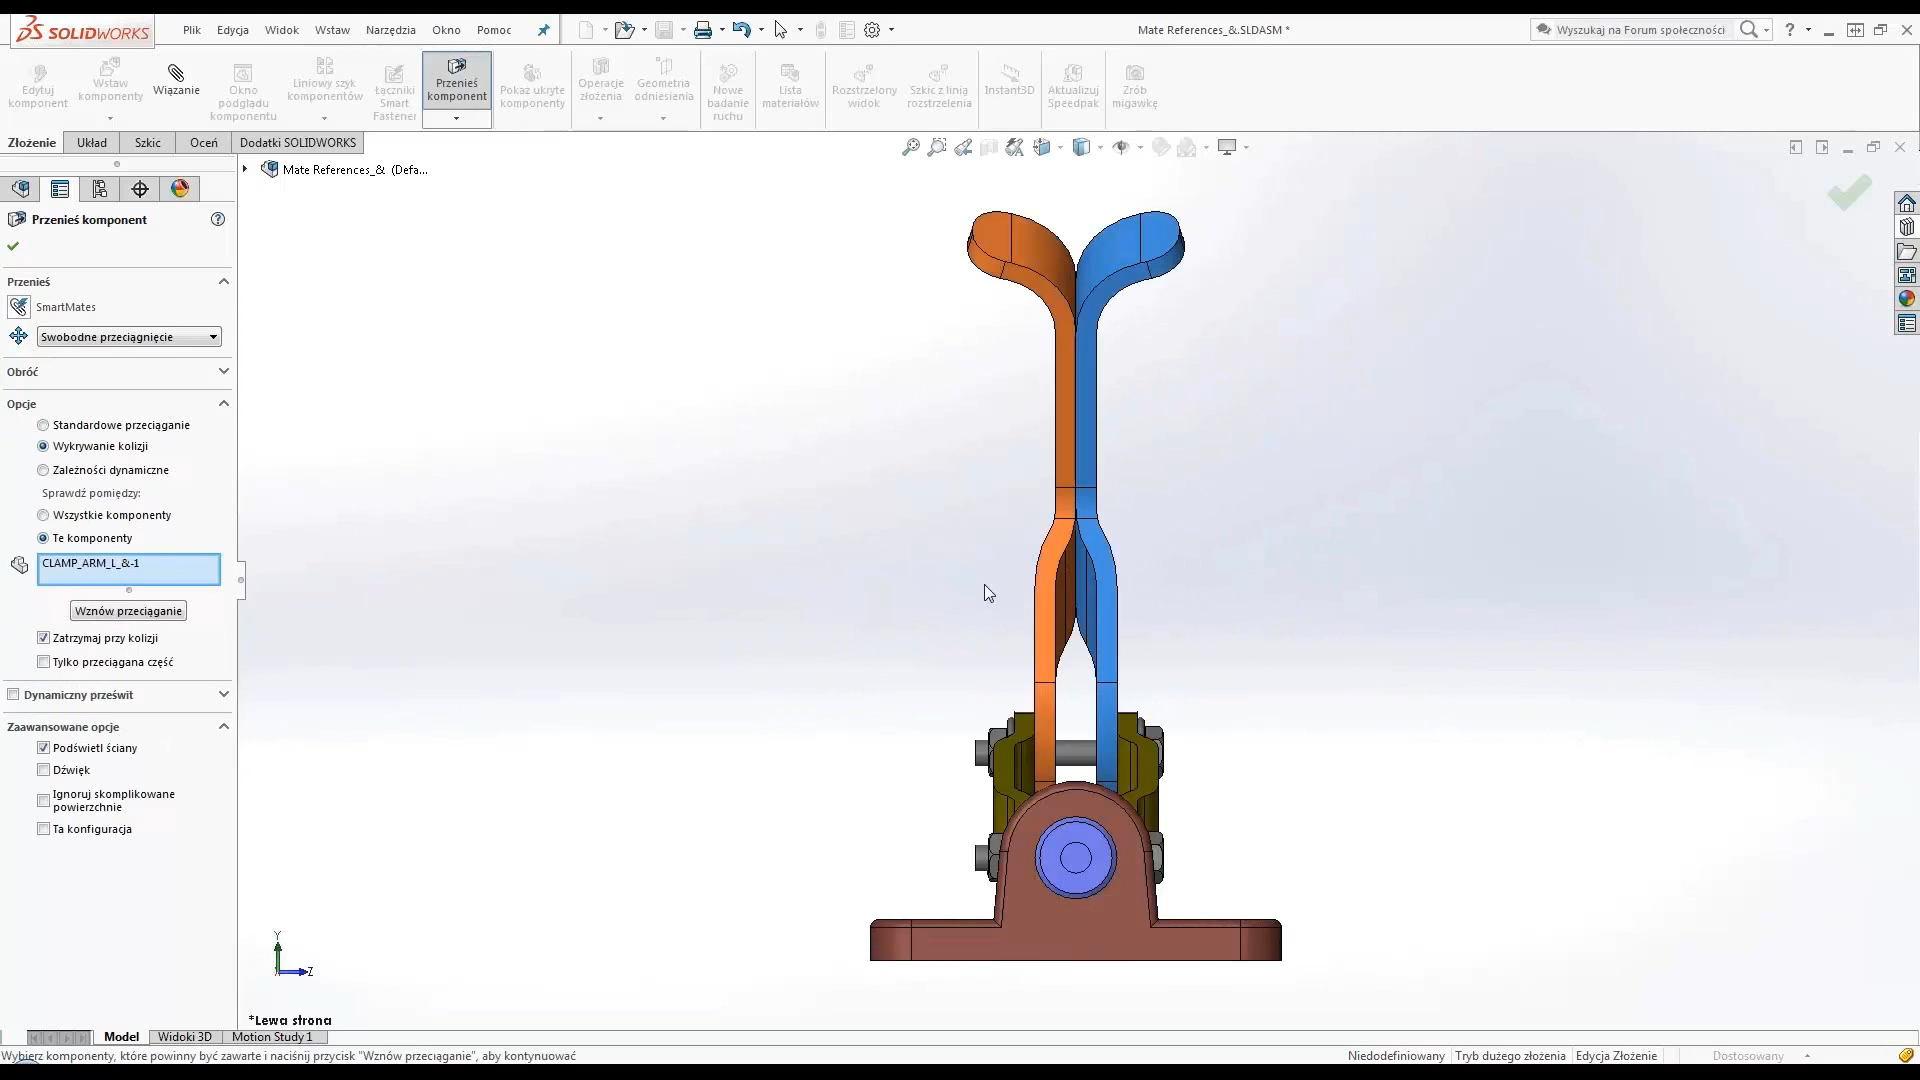 SOLIDWORKS
Plik Edycja Widok Wstaw Narzędzia Okno Pomoc
Mate References_&.SLDASM *
Wyszukaj na Forum społeczności
?
Edytuj
komponent
Wstaw
komponenty
Wiązanie
Okno
podglądu
komponentu
Liniowy szyk
komponentów
Łączniki
Smart
Fastener
Przenieś
komponent
Pokaż ukryte
komponenty
Operacje
złożenia
Geometria
odniesienia
Nowe
badanie
ruchu
Lista
materiałów
Rozstrzelony
widok
Szkic z linią
rozstrzelenia
Instant3D
Aktualizuj
Speedpak
Zrób
migawkę
Złożenie Układ Szkic Oceń Dodatki SOLIDWORKS
Mate References_& (Defa...
Przenieś komponent
Przenieś
SmartMates
Swobodne przeciągnięcie
Obróć
Opcje
Standardowe przeciąganie
Wykrywanie kolizji
Zależności dynamiczne
Sprawdź pomiędzy:
Wszystkie komponenty
Te komponenty
CLAMP_ARM_L_&-1
Wznów przeciąganie
Zatrzymaj przy kolizji
Tylko przeciągana część
Dynamiczny prześwit
Zaawansowane opcje
Podświetl ściany
Dźwięk
Ignoruj skomplikowane
powierzchnie
Ta konfiguracja
Y
Z
*Lewa strona
Model Widoki 3D Motion Study 1
Wybierz komponenty, które powinny być zawarte i naciśnij przycisk "Wznów przeciąganie", aby kontynuować
Niedodefiniowany Tryb dużego złożenia Edycja Złożenie Dostosowany